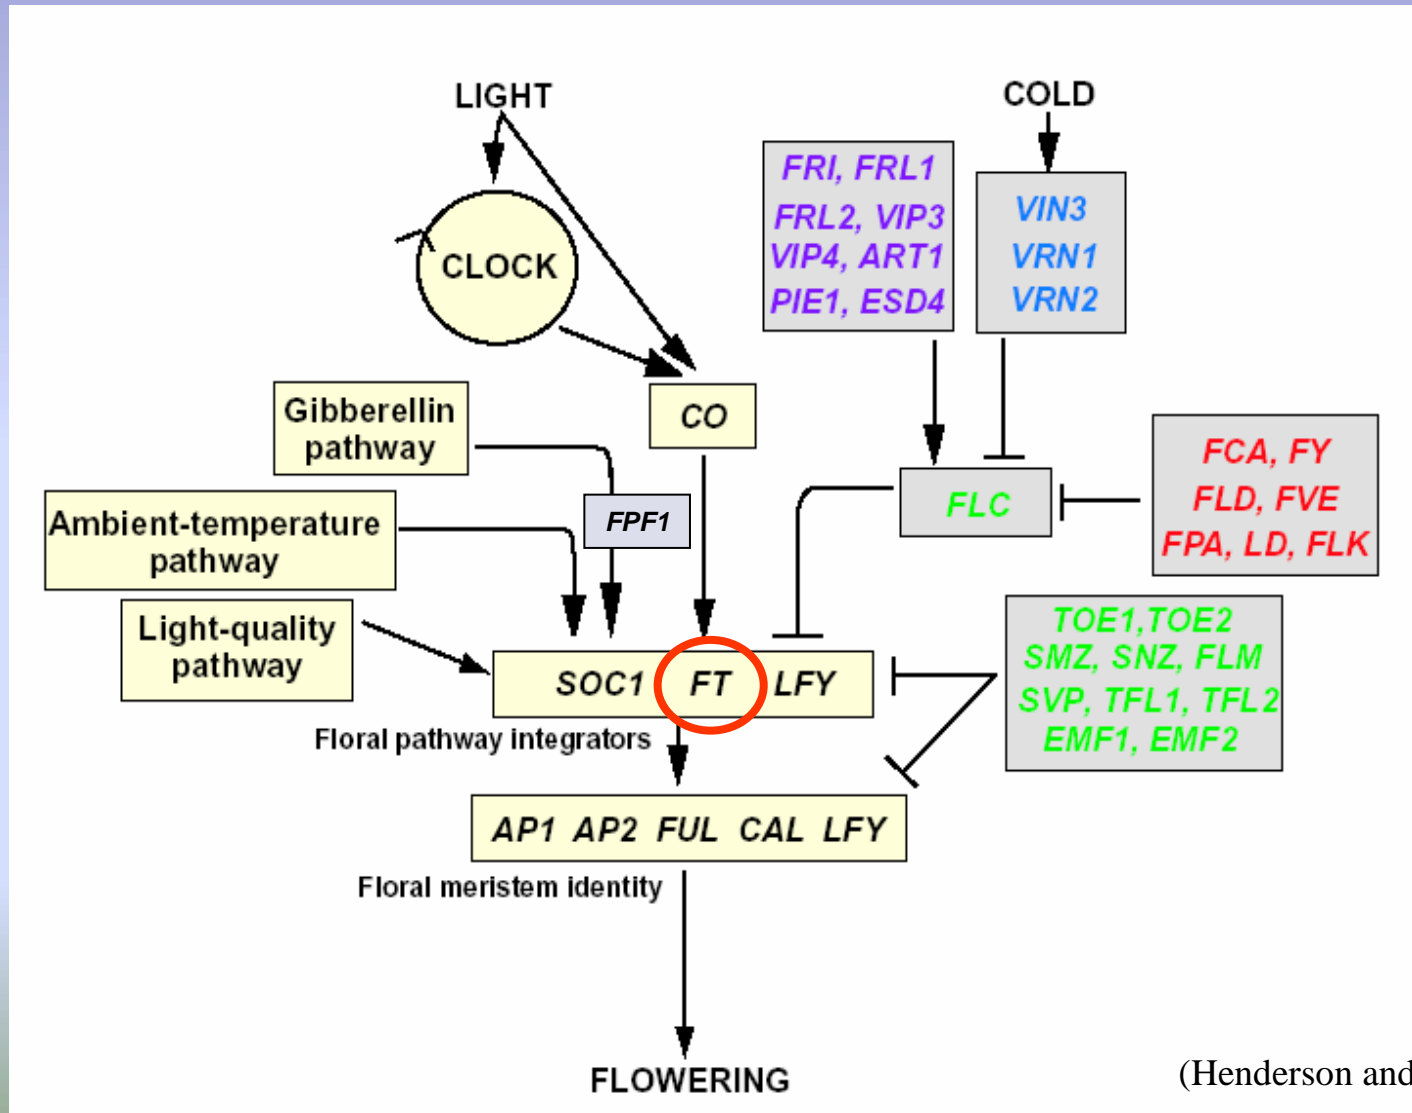 LIGHT
COLD
FRI, FRL1
FRL2, VIP3
VIP4, ART1
PIE1, ESD4
VIN3
VRN1
VRN2
CLOCK
Gibberellin
pathway
CO
FCA, FY
FLD, FVE
FPA, LD, FLK
FLC
Ambient-temperature
pathway
FPF1
Light-quality
pathway
TOE1,TOE2
SMZ, SNZ, FLM
SVP, TFL1, TFL2
EMF1, EMF2
SOC1 FT LFY
Floral pathway integrators
AP1 AP2 FUL CAL LFY
Floral meristem identity
FLOWERING
(Henderson and